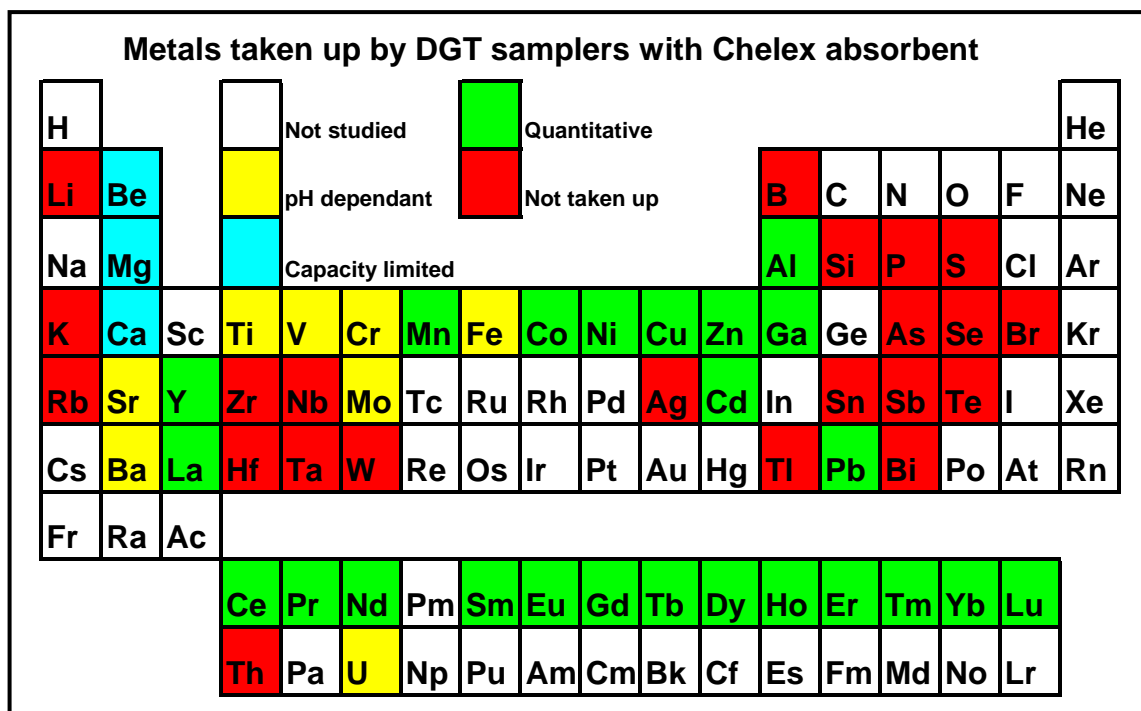 Metals taken up by DGT samplers with Chelex absorbent
H Not studied Quantitative He
Li Be pH dependant Not taken up B C N O F Ne
Na Mg Capacity limited Al Si P S Cl Ar
K Ca Sc Ti V Cr Mn Fe Co Ni Cu Zn Ga Ge As Se Br Kr
Rb Sr Y Zr Nb Mo Tc Ru Rh Pd Ag Cd In Sn Sb Te I Xe
Cs Ba La Hf Ta W Re Os Ir Pt Au Hg Tl Pb Bi Po At Rn
Fr Ra Ac
Ce Pr Nd Pm Sm Eu Gd Tb Dy Ho Er Tm Yb Lu
Th Pa U Np Pu Am Cm Bk Cf Es Fm Md No Lr